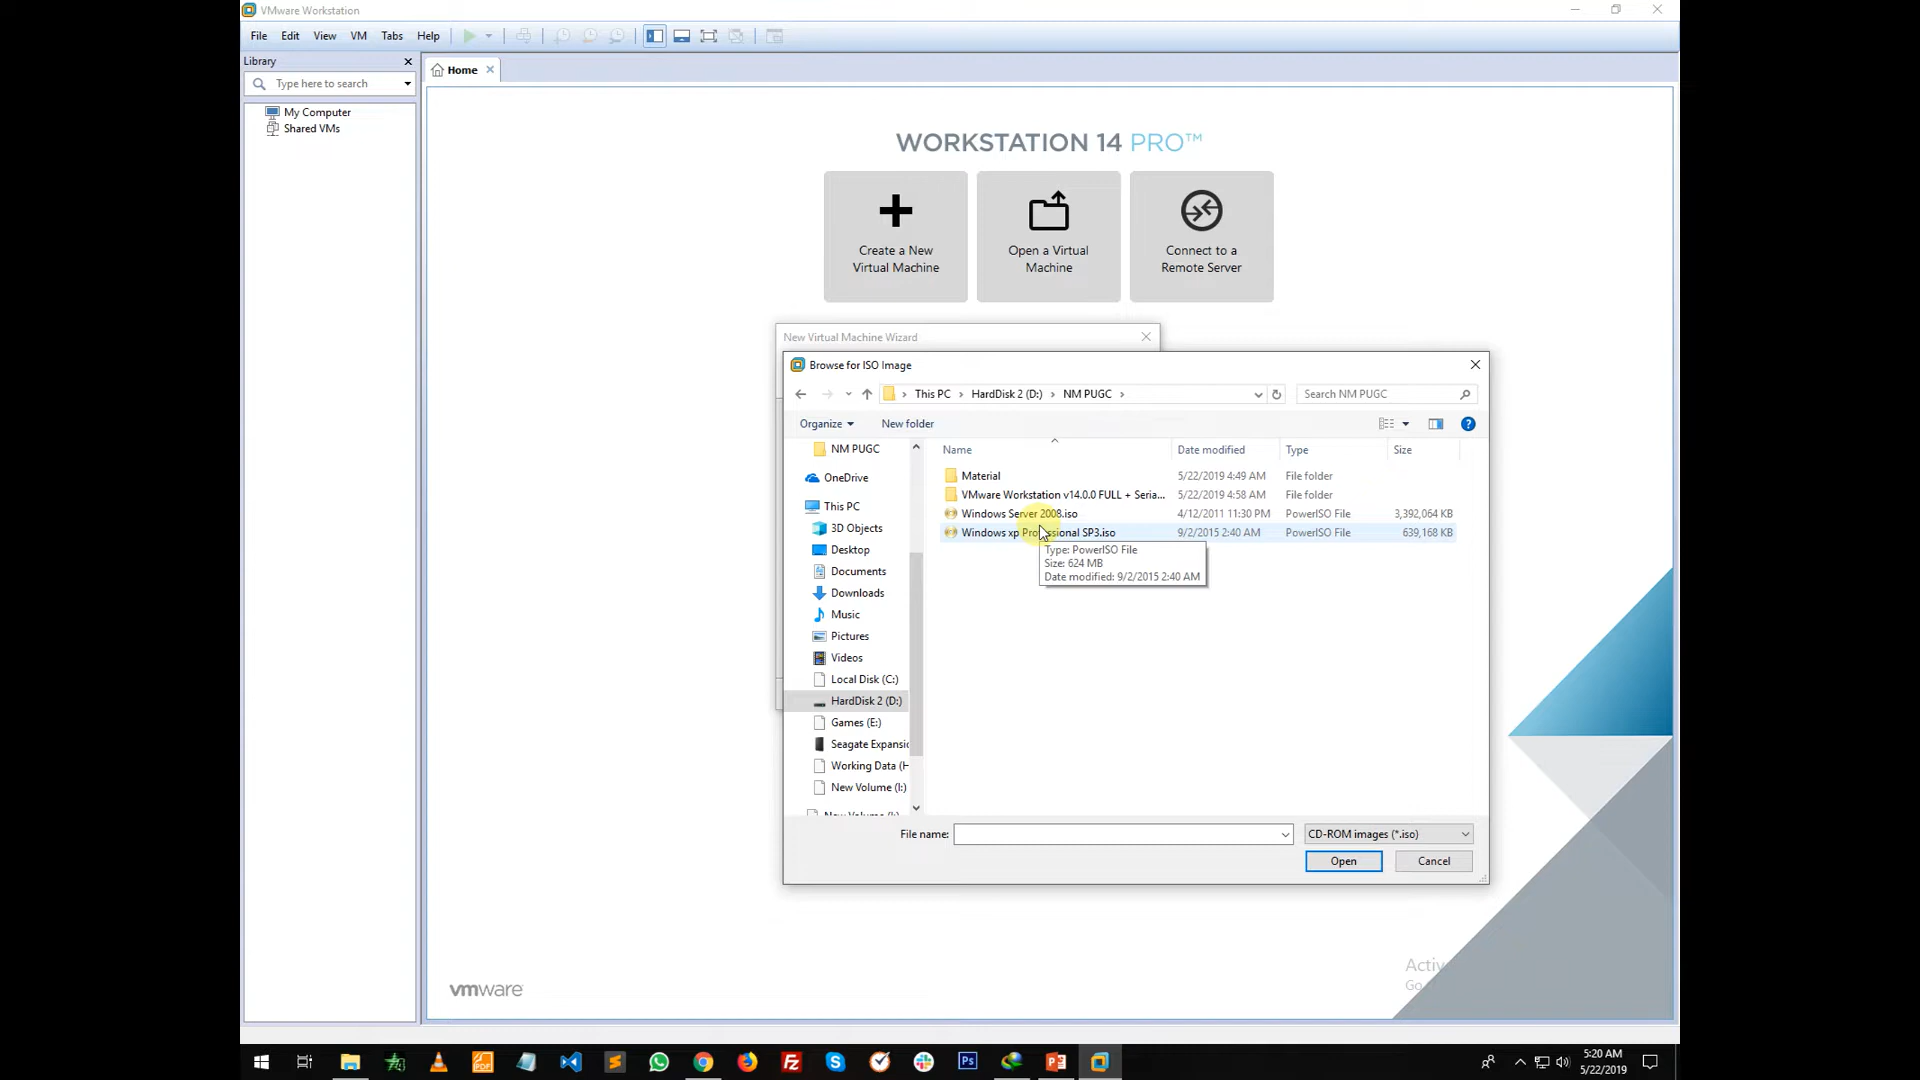 VMware Workstation
File Edit View VM Tabs Help
Library
Type here to search
My Computer
Shared VMs
Home
WORKSTATION 14 PRO™
Create a New Virtual Machine
Open a Virtual Machine
Connect to a Remote Server
New Virtual Machine Wizard
Browse for ISO Image
This PC › HardDisk 2 (D:) › NM PUGC ›
Search NM PUGC
Organize
New folder
Name Date modified Type Size
Material 5/22/2019 4:49 AM File folder
VMware Workstation v14.0.0 FULL + Seria... 5/22/2019 4:58 AM File folder
Windows Server 2008.iso 4/12/2011 11:30 PM PowerISO File 3,392,064 KB
Windows xp Professional SP3.iso 9/2/2015 2:40 AM PowerISO File 639,168 KB
Type: PowerISO File
Size: 624 MB
Date modified: 9/2/2015 2:40 AM
NM PUGC
OneDrive
This PC
3D Objects
Desktop
Documents
Downloads
Music
Pictures
Videos
Local Disk (C:)
HardDisk 2 (D:)
Games (E:)
Seagate Expansi
Working Data (H
New Volume (I:)
File name:
CD-ROM images (*.iso)
Open
Cancel
Activ
Go
vmware
PDF
Ps
5:20 AM
5/22/2019